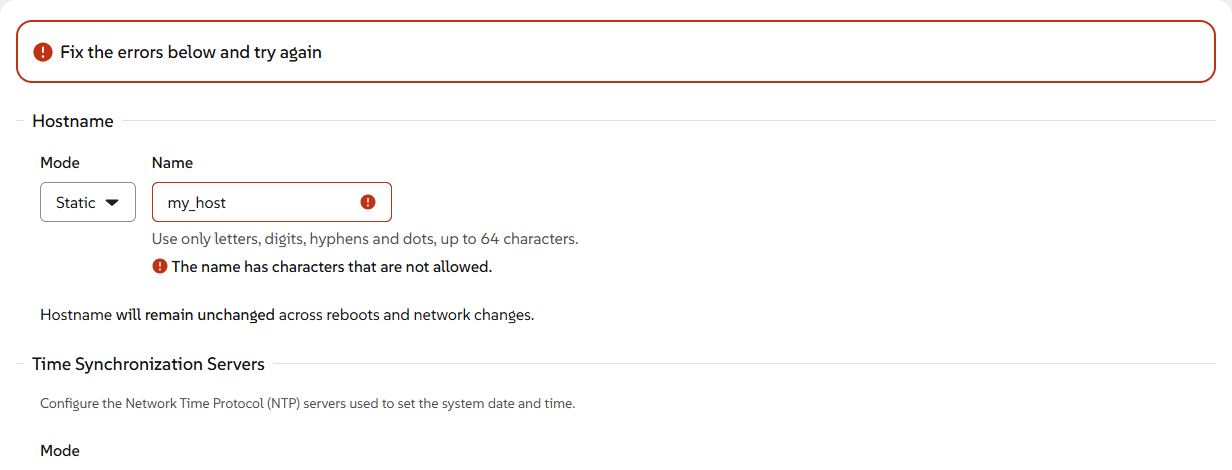 Fix the errors below and try again
Hostname
Mode
Name
Static
my_host
Use only letters, digits, hyphens and dots, up to 64 characters.
The name has characters that are not allowed.
Hostname will remain unchanged across reboots and network changes.
Time Synchronization Servers
Configure the Network Time Protocol (NTP) servers used to set the system date and time.
Mode